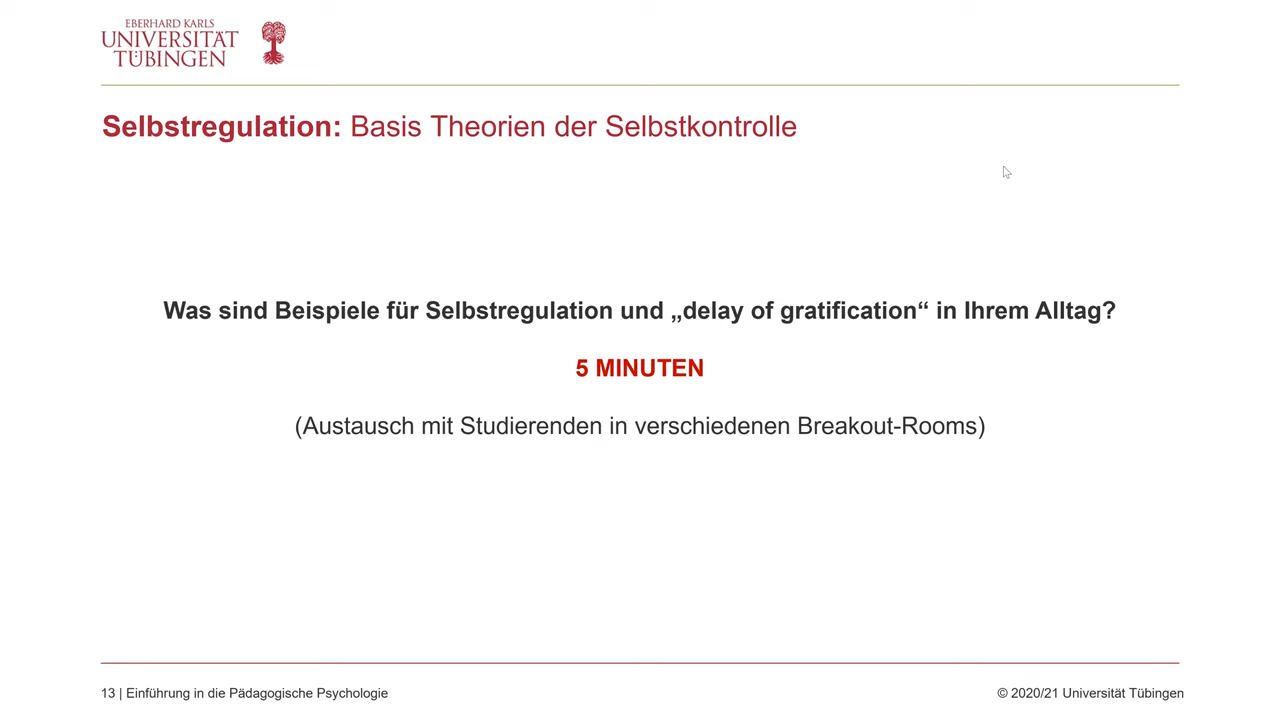 EBERHARD KARLS
UNIVERSITÄT
TÜBINGEN
Selbstregulation: Basis Theorien der Selbstkontrolle
Was sind Beispiele für Selbstregulation und „delay of gratification“ in Ihrem Alltag?
5 MINUTEN
(Austausch mit Studierenden in verschiedenen Breakout-Rooms)
13 | Einführung in die Pädagogische Psychologie
© 2020/21 Universität Tübingen